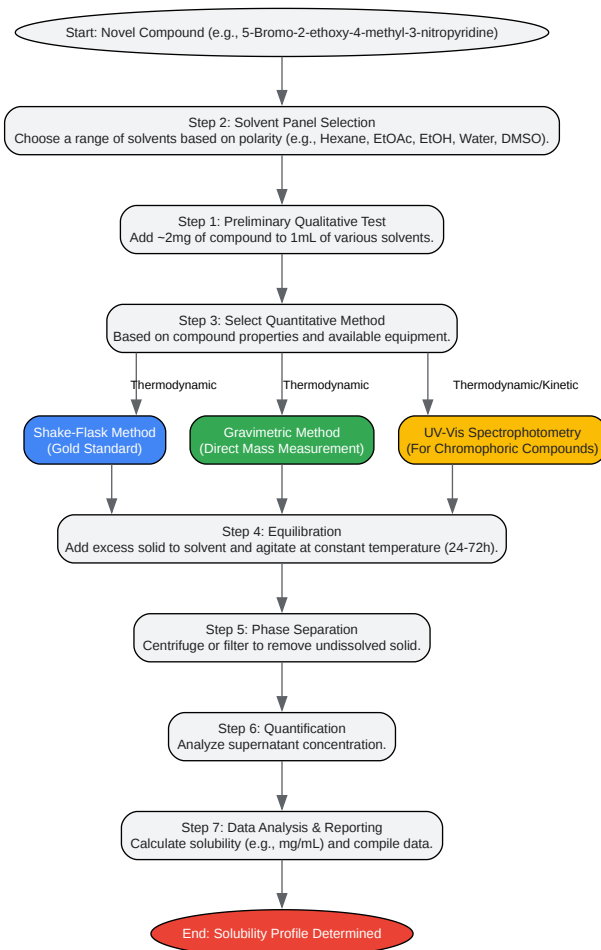 Start: Novel Compound (e.g., 5-Bromo-2-ethoxy-4-methyl-3-nitropyridine)
Step 2: Solvent Panel Selection
Choose a range of solvents based on polarity (e.g., Hexane, EtOAc, EtOH, Water, DMSO).
Step 1: Preliminary Qualitative Test
Add ~2mg of compound to 1mL of various solvents.
Step 3: Select Quantitative Method
Based on compound properties and available equipment.
Thermodynamic
Thermodynamic
Thermodynamic/Kinetic
Shake-Flask Method
(Gold Standard)
Gravimetric Method
(Direct Mass Measurement)
UV-Vis Spectrophotometry
(For Chromophoric Compounds)
Step 4: Equilibration
Add excess solid to solvent and agitate at constant temperature (24-72h).
Step 5: Phase Separation
Centrifuge or filter to remove undissolved solid.
Step 6: Quantification
Analyze supernatant concentration.
Step 7: Data Analysis & Reporting
Calculate solubility (e.g., mg/mL) and compile data.
End: Solubility Profile Determined